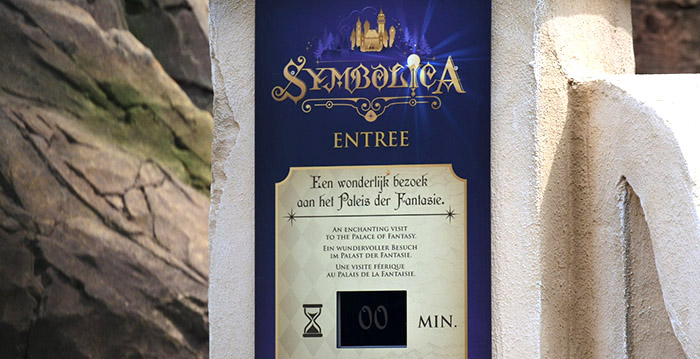 SYMBOLICA
ENTREE
Een wonderlijk bezoek
aan het Paleis der Fantasie.
AN ENCHANTING VISIT
TO THE PALACE OF FANTASY.
EIN WUNDERVOLLER BESUCH
IM PALAST DER FANTASIE.
UNE VISITE FÉERIQUE
AU PALAIS DE LA FANTAISIE.
00 MIN.